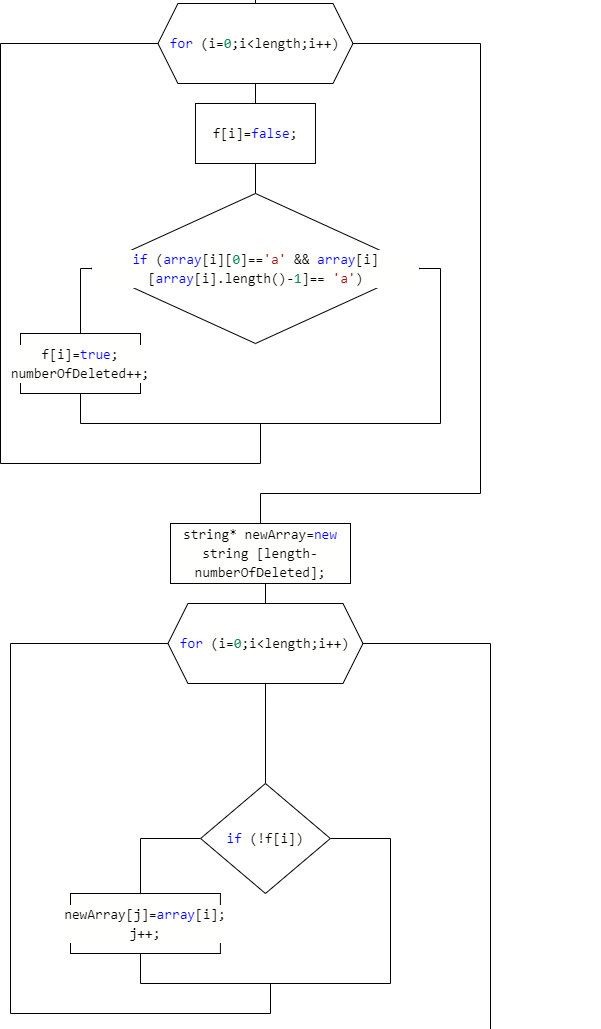 for (i=0;i<length;i++)
f[i]=false;
if (array[i][0]=='a' && array[i]
[array[i].length()-1]== 'a')
f[i]=true;
numberOfDeleted++;
string* newArray=new
string [length-
numberOfDeleted];
for (i=0;i<length;i++)
if (!f[i])
newArray[j]=array[i];
j++;